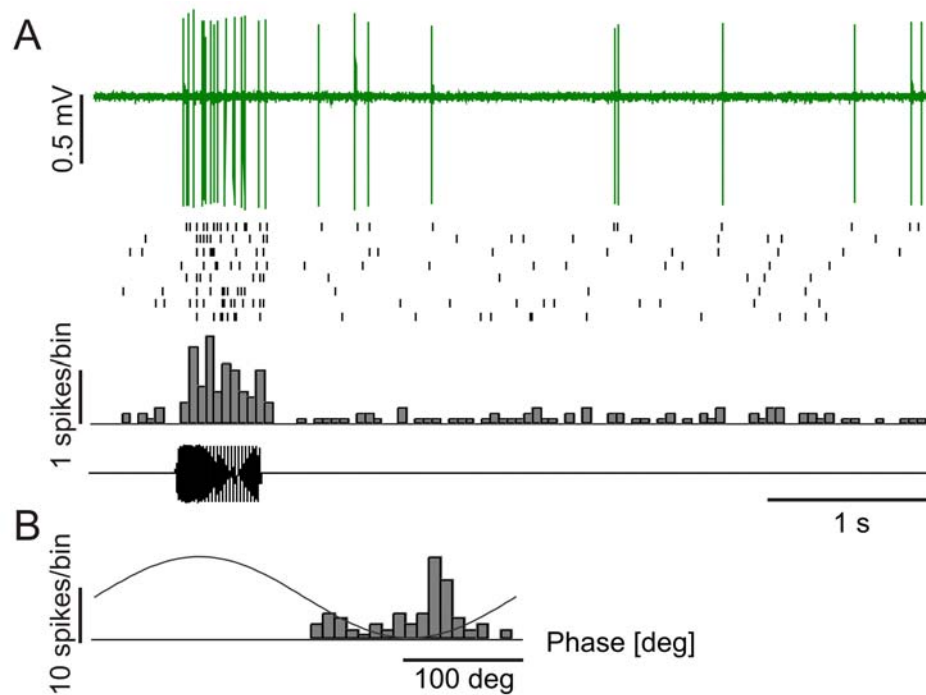 A
0.5 mV
1 spikes/bin
1 s
B
10 spikes/bin
Phase [deg]
100 deg